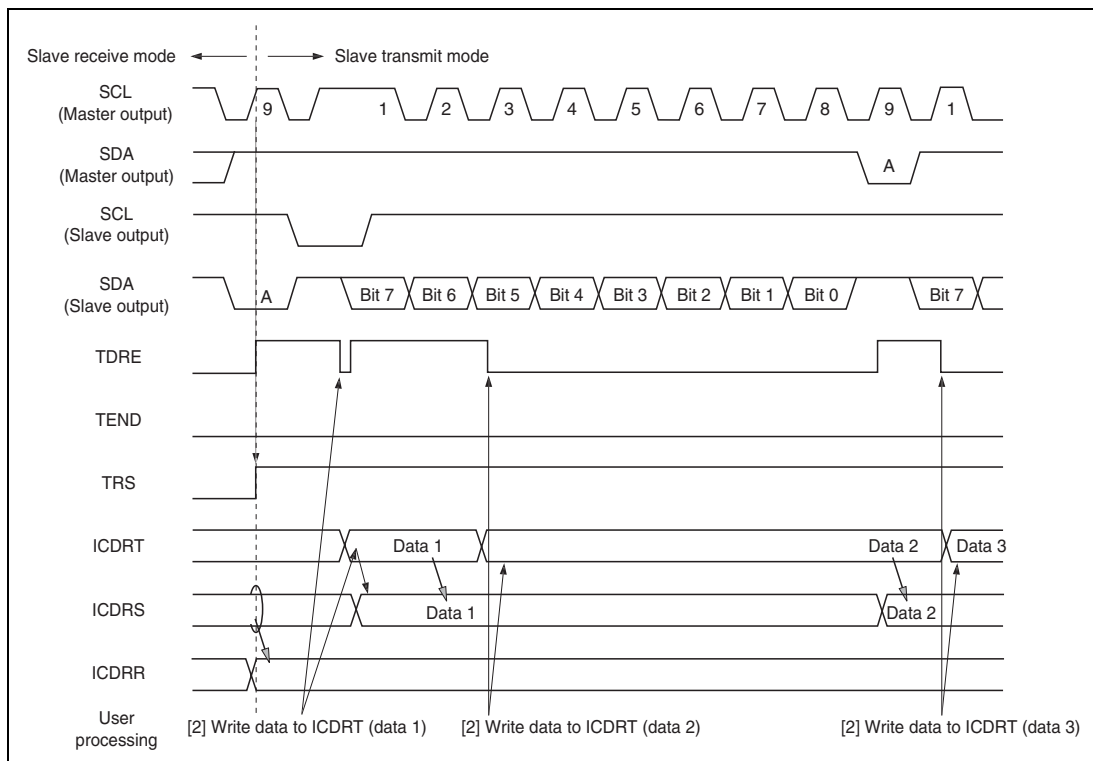 Slave receive mode Slave transmit mode
SCL
(Master output)
9 1 2 3 4 5 6 7 8 9 1
SDA
(Master output)
A
SCL
(Slave output)
SDA
(Slave output)
A Bit 7 Bit 6 Bit 5 Bit 4 Bit 3 Bit 2 Bit 1 Bit 0 Bit 7
TDRE
TEND
TRS
ICDRT Data 1 Data 2 Data 3
ICDRS Data 1 Data 2
ICDRR
User
processing
[2] Write data to ICDRT (data 1) [2] Write data to ICDRT (data 2) [2] Write data to ICDRT (data 3)